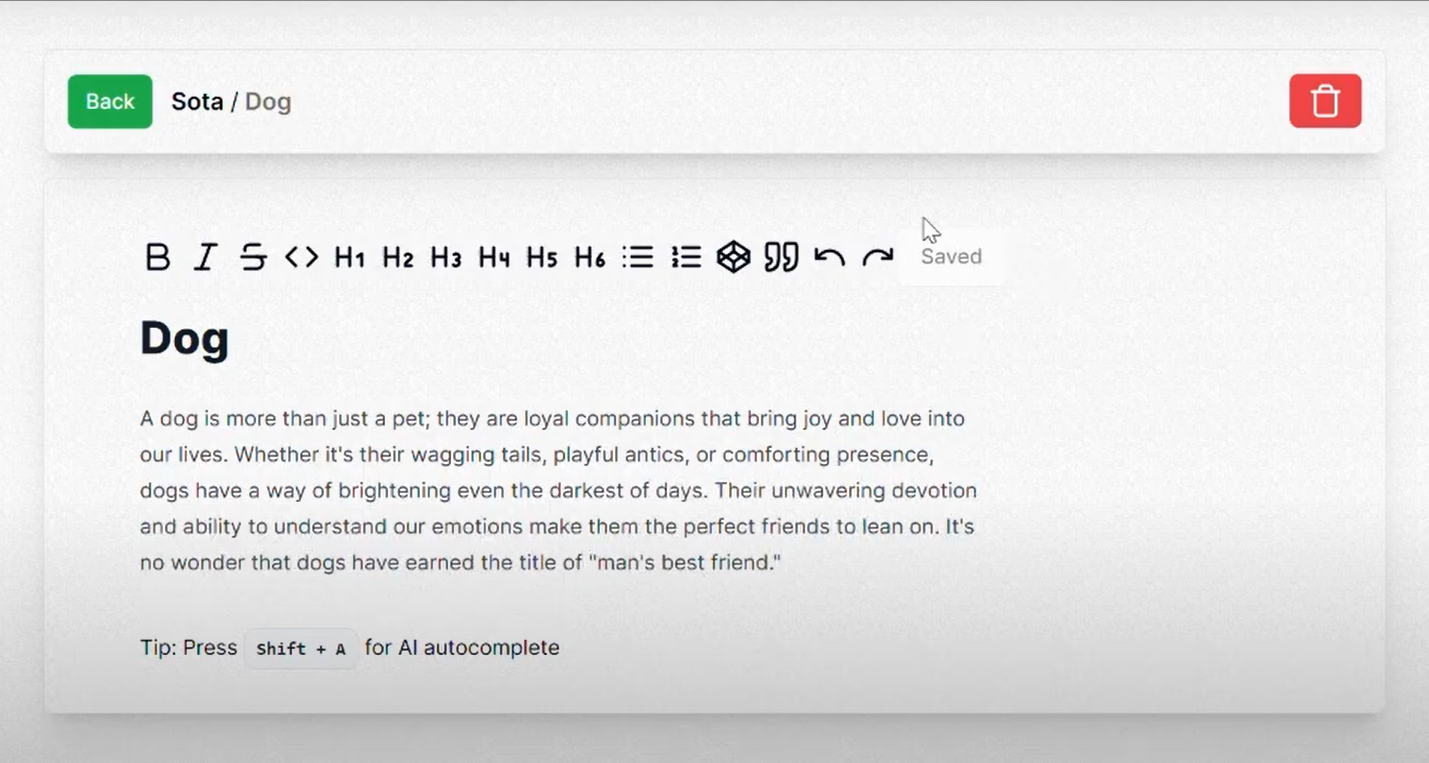 Back Sota / Dog
B I S <> H1 H2 H3 H4 H5 H6 Saved
Dog
A dog is more than just a pet; they are loyal companions that bring joy and love into
our lives. Whether it's their wagging tails, playful antics, or comforting presence,
dogs have a way of brightening even the darkest of days. Their unwavering devotion
and ability to understand our emotions make them the perfect friends to lean on. It's
no wonder that dogs have earned the title of "man's best friend."
Tip: Press Shift + A for AI autocomplete